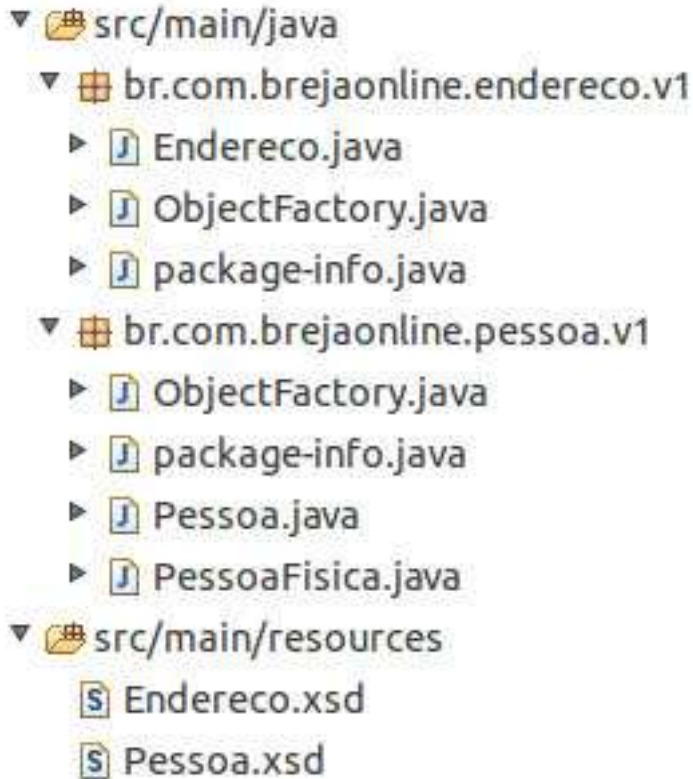 src/main/java
br.com.brejaonline.endereco.v1
Endereco.java
ObjectFactory.java
package-info.java
br.com.brejaonline.pessoa.v1
ObjectFactory.java
package-info.java
Pessoa.java
PessoaFisica.java
src/main/resources
Endereco.xsd
Pessoa.xsd